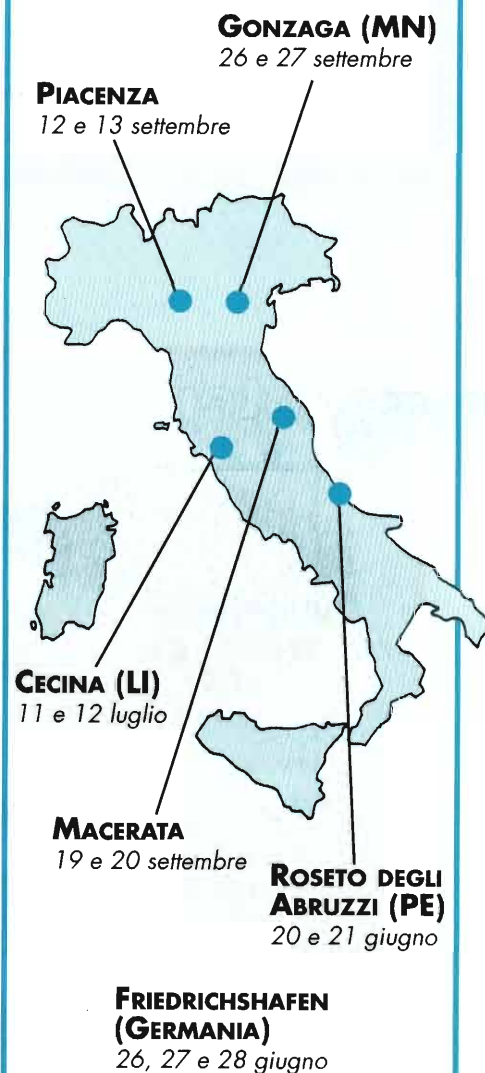 GONZAGA (MN)
26 e 27 settembre
PIACENZA
12 e 13 settembre
CECINA (LI)
11 e 12 luglio
MACERATA
19 e 20 settembre
ROSETO DEGLI
ABRUZZI (PE)
20 e 21 giugno
FRIEDRICHSHAFEN
(GERMANIA)
26, 27 e 28 giugno